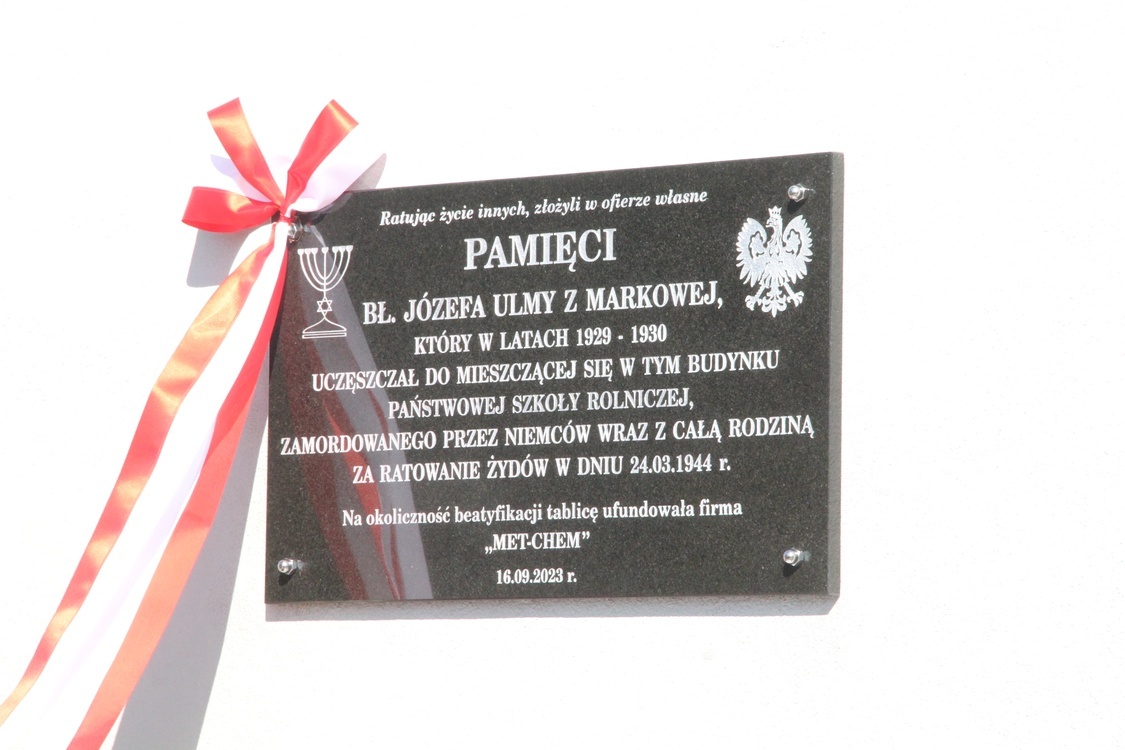 Ratując życie innych, złożyli w ofierze własne
PAMIĘCI
BŁ. JÓZEFA ULMY Z MARKOWEJ,
KTÓRY W LATACH 1929 - 1930
UCZĘSZCZAŁ DO MIESZCZĄCEJ SIĘ W TYM BUDYNKU
PAŃSTWOWEJ SZKOŁY ROLNICZEJ,
ZAMORDOWANEGO PRZEZ NIEMCÓW WRAZ Z CAŁĄ RODZINĄ
ZA RATOWANIE ŻYDÓW W DNIU 24.03.1944 r.
Na okoliczność beatyfikacji tablicę ufundowała firma
„MET-CHEM”
16.09.2023 r.